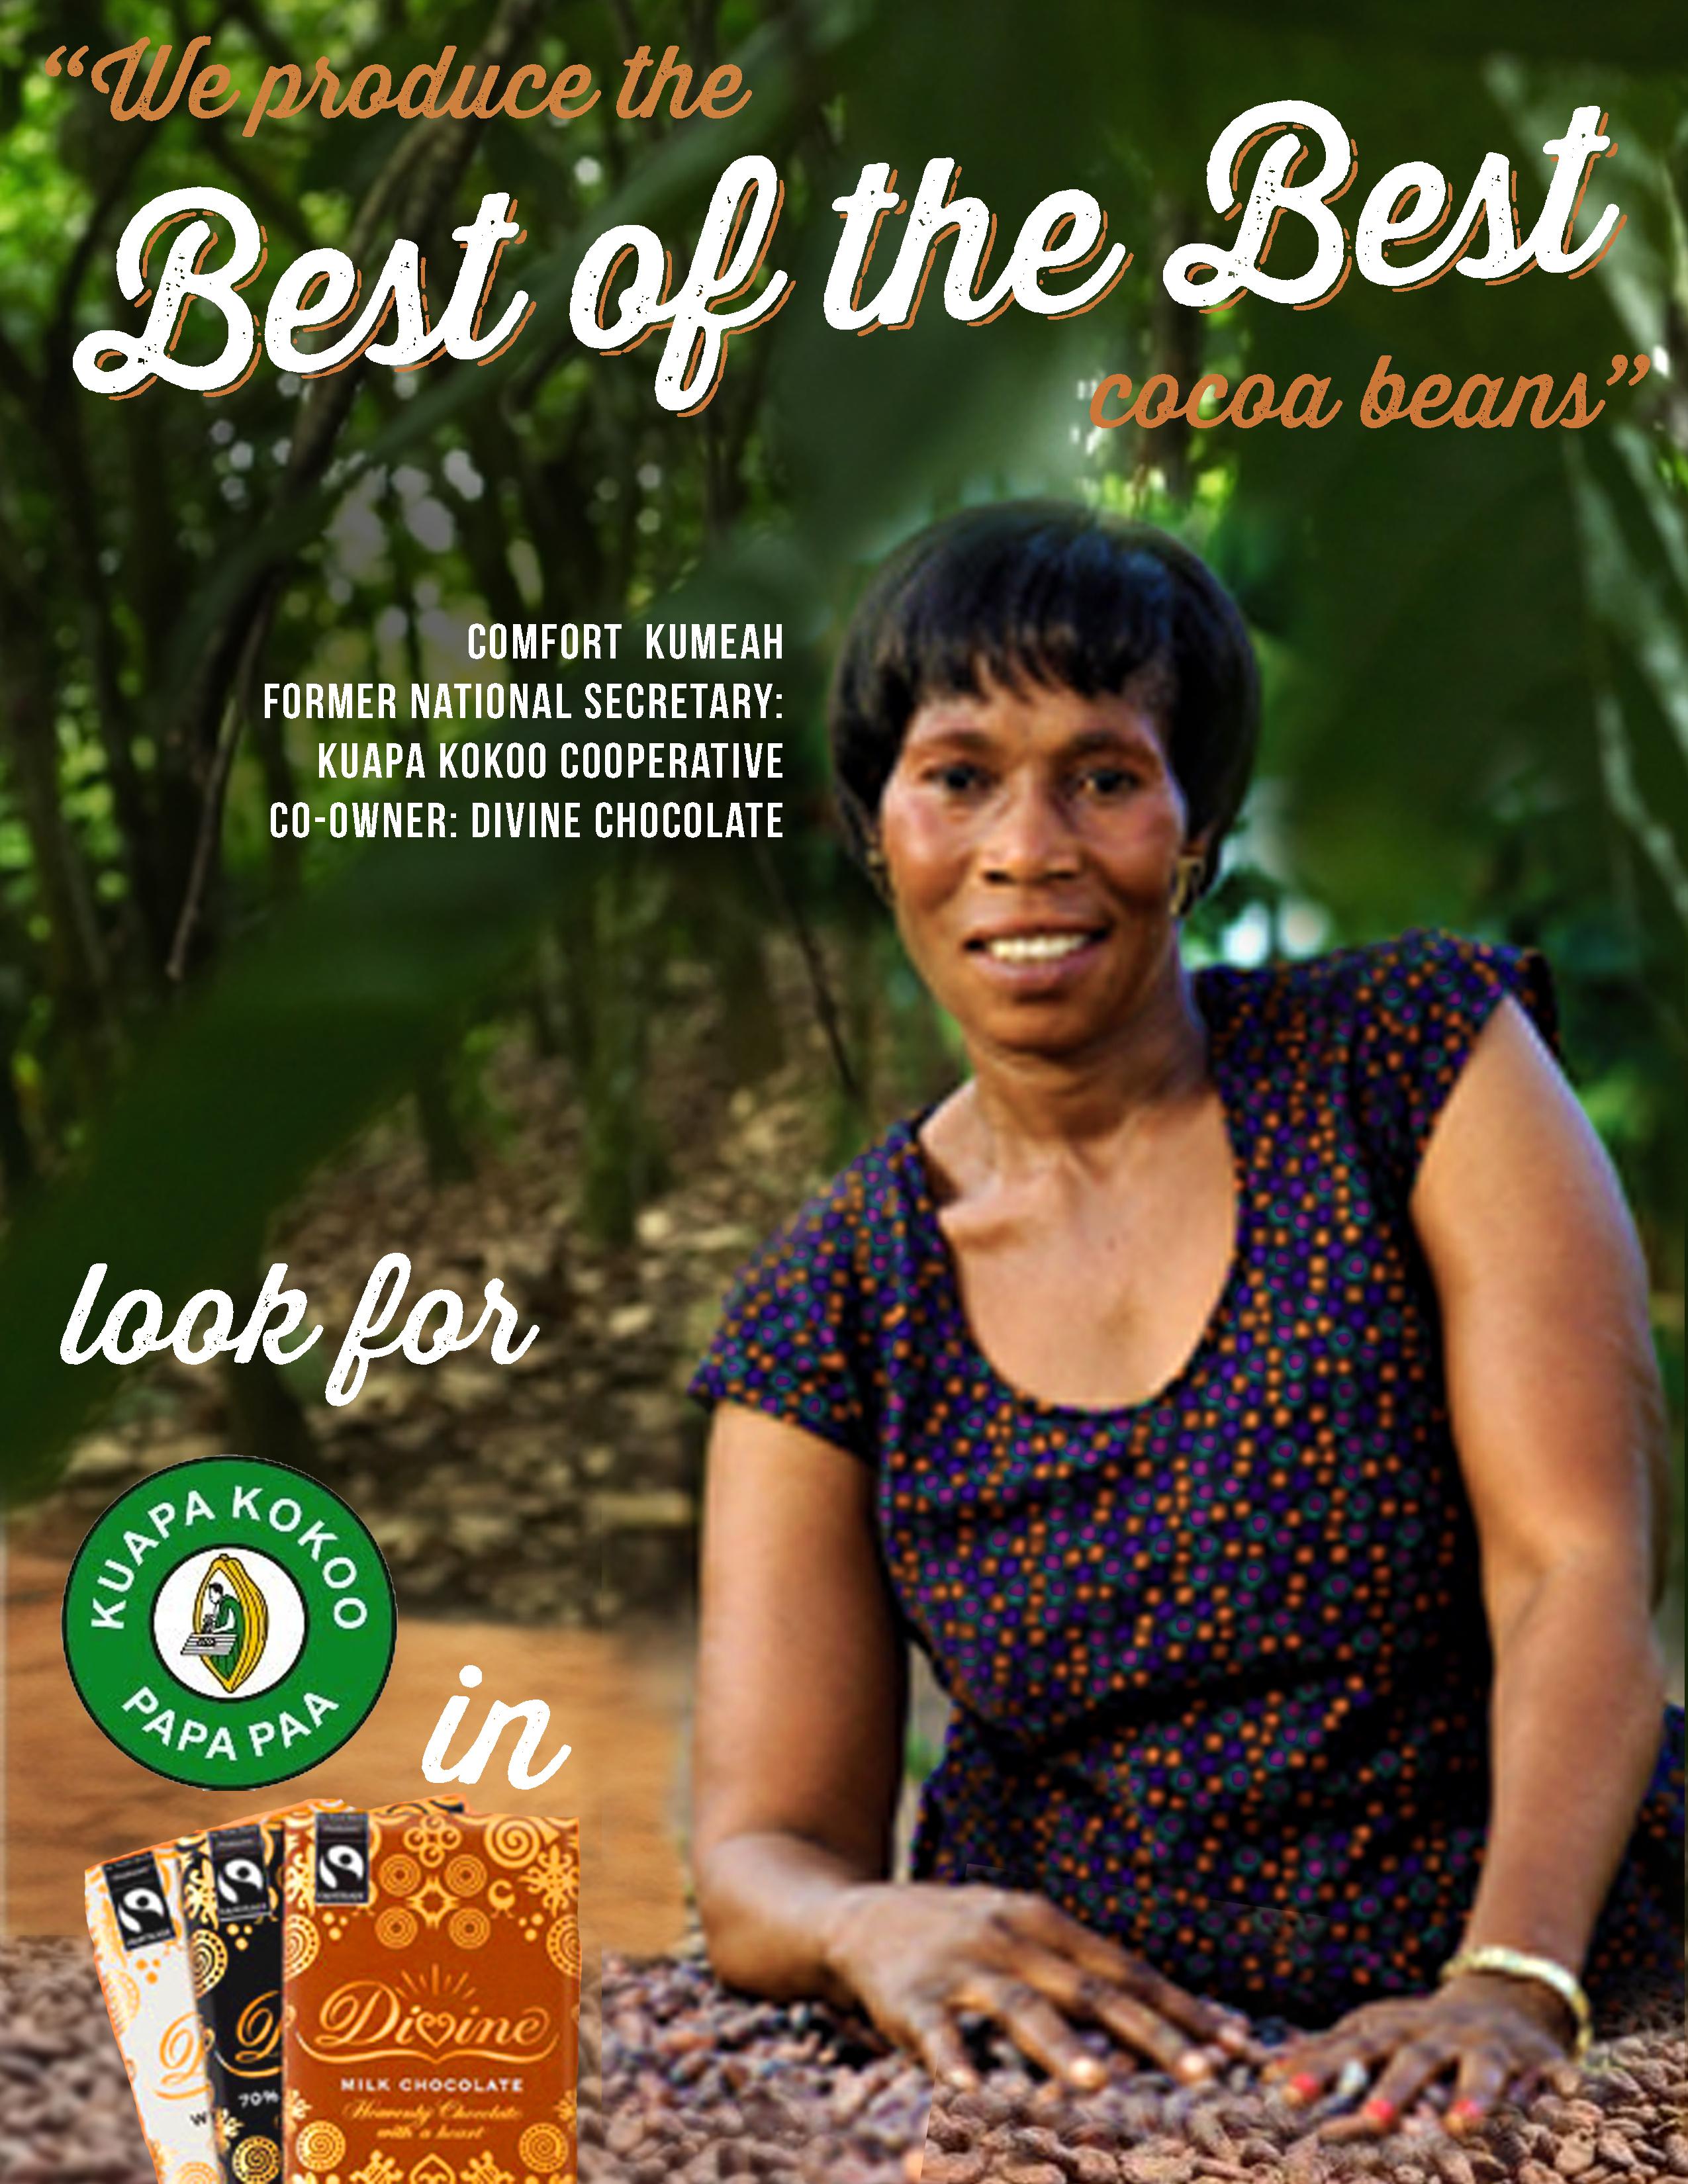 “We produce the
Best of the Best
cocoa beans”
COMFORT KUMEAH
FORMER NATIONAL SECRETARY:
KUAPA KOKOO COOPERATIVE
CO-OWNER: DIVINE CHOCOLATE
look for
KUAPA KOKOO
PAPA PAA
in
Divine
MILK CHOCOLATE
Heavenly Chocolate
with a heart
70%
W